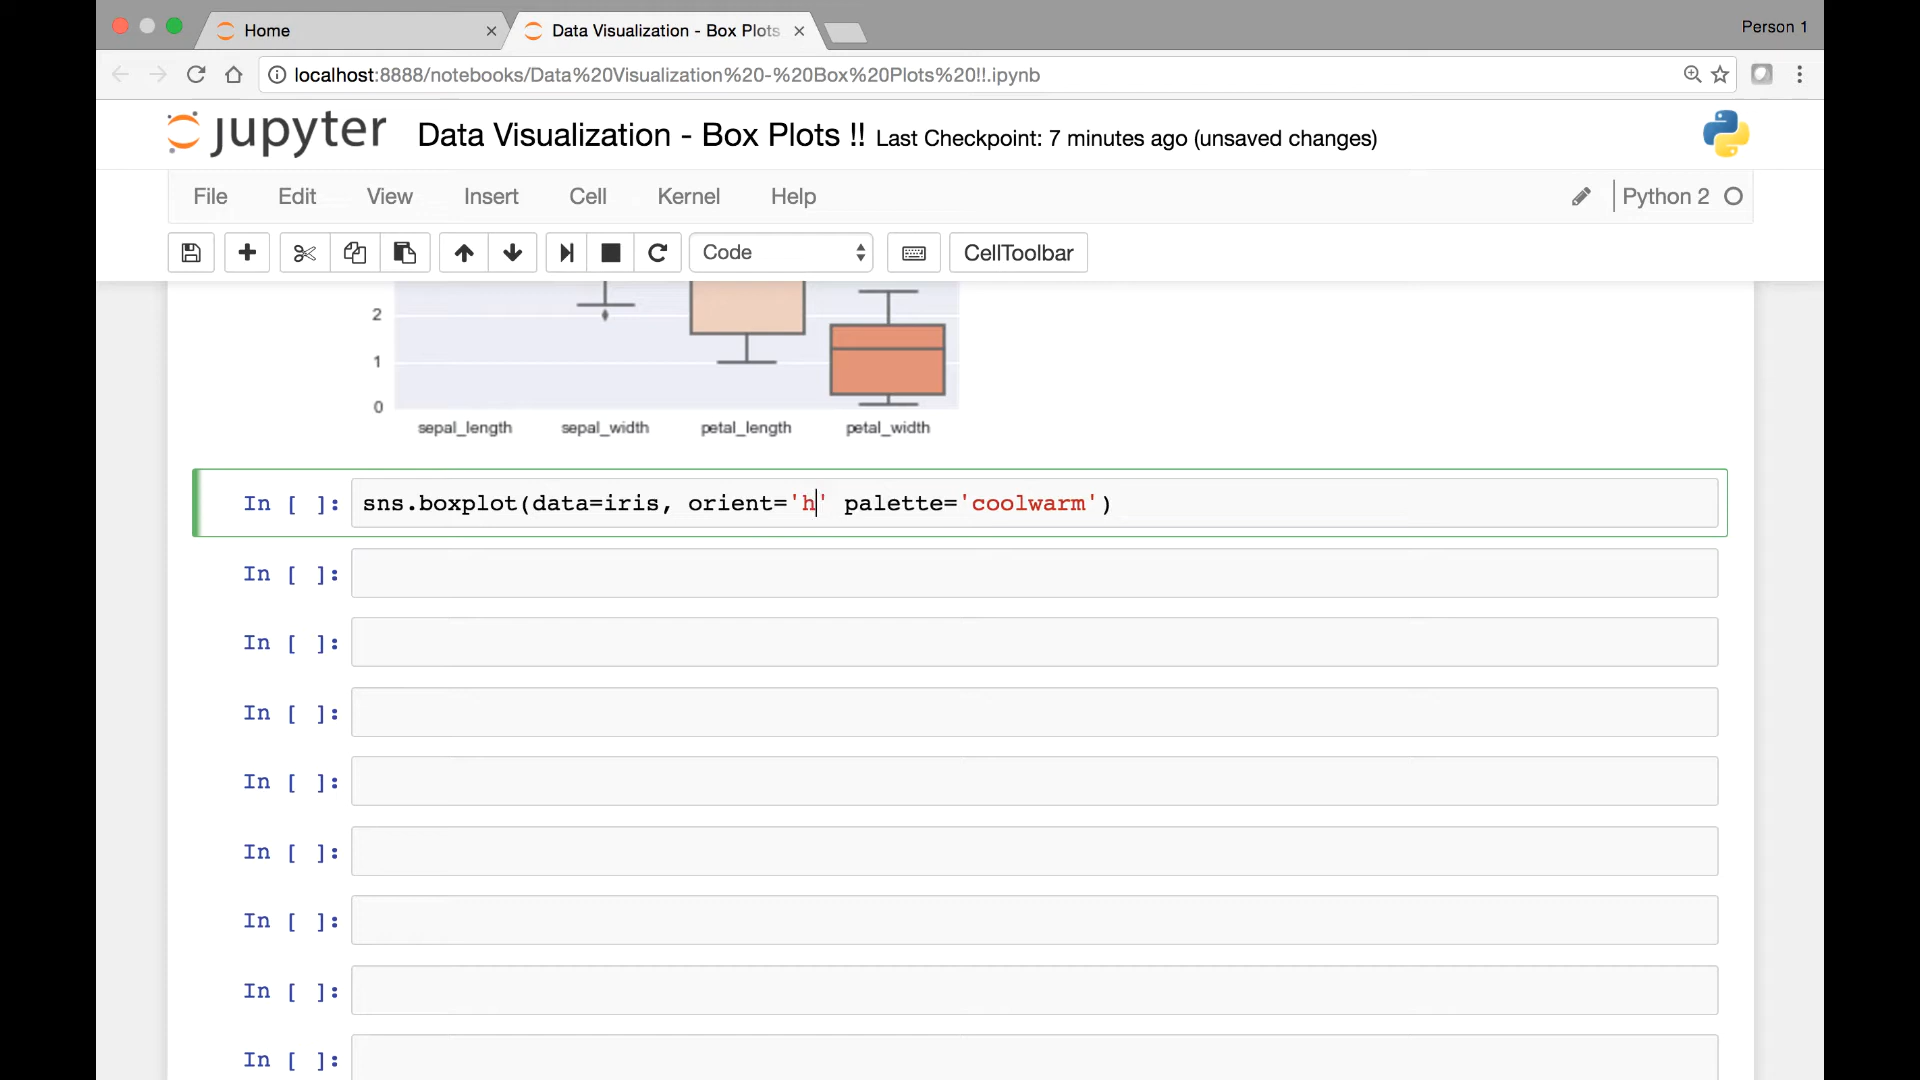 Home
Data Visualization - Box Plots
Person 1
localhost:8888/notebooks/Data%20Visualization%20-%20Box%20Plots%20!!.ipynb
jupyter Data Visualization - Box Plots !! Last Checkpoint: 7 minutes ago (unsaved changes)
File Edit View Insert Cell Kernel Help Python 2
Code CellToolbar
2
1
0
sepal_length sepal_width petal_length petal_width
In [ ]: sns.boxplot(data=iris, orient='h' palette='coolwarm')
In [ ]:
In [ ]:
In [ ]:
In [ ]:
In [ ]:
In [ ]:
In [ ]:
In [ ]: